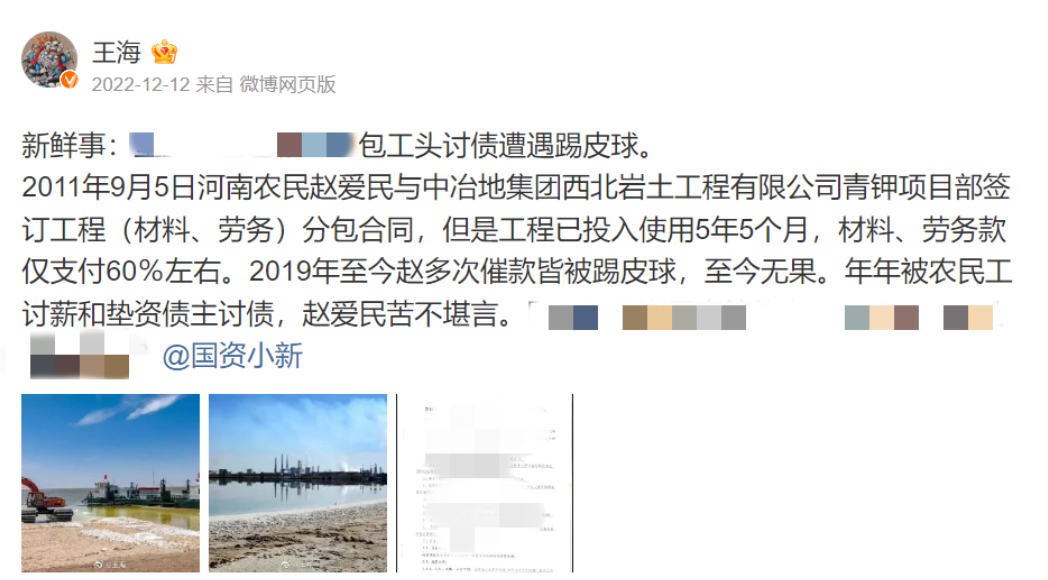 王海
2022-12-12 来自 微博网页版
新鲜事：包工头讨债遭遇踢皮球。
2011年9月5日河南农民赵爱民与中冶地集团西北岩土工程有限公司青钾项目部签
订工程（材料、劳务）分包合同，但是工程已投入使用5年5个月，材料、劳务款
仅支付60％左右。2019年至今赵多次催款皆被踢皮球，至今无果。年年被农民工
讨薪和垫资债主讨债，赵爱民苦不堪言。
@国资小新